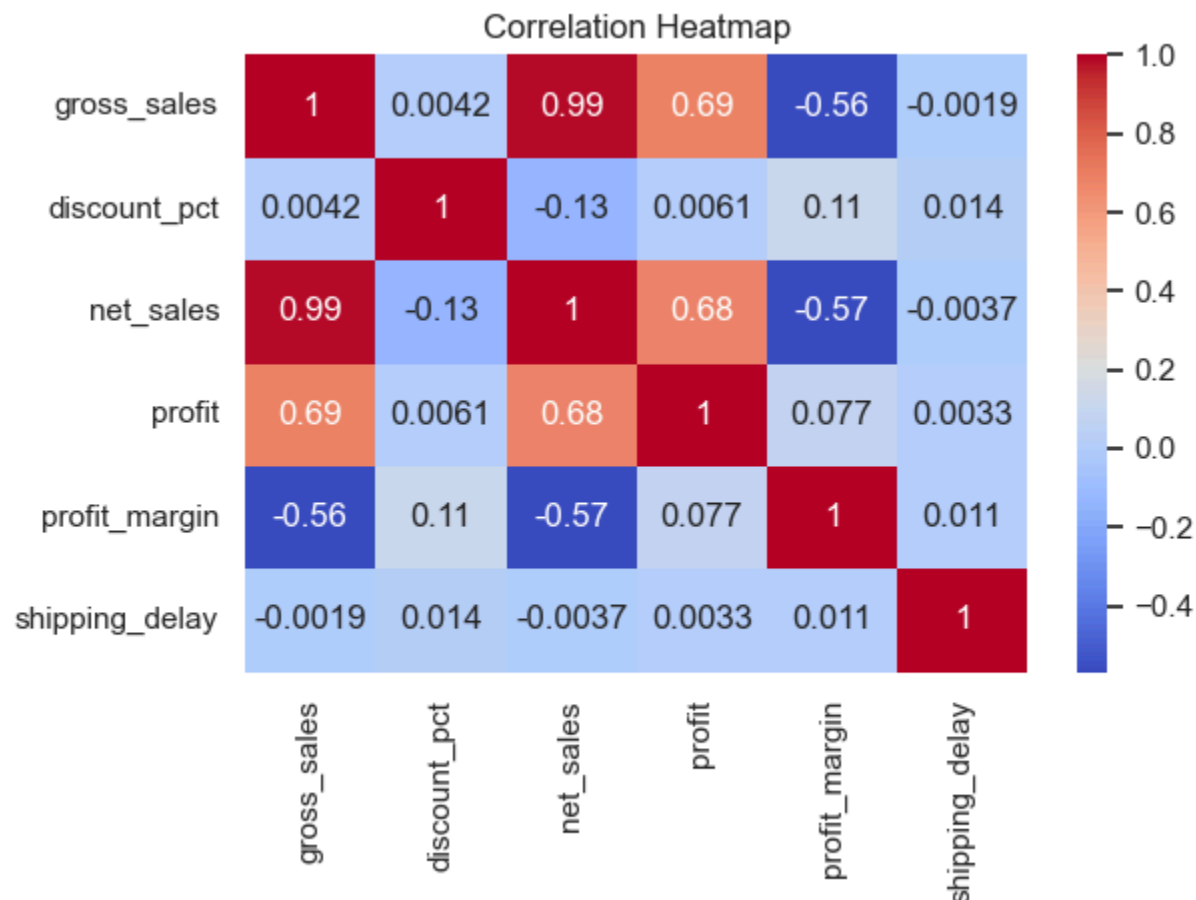 Correlation Heatmap
gross_sales 1 0.0042 0.99 0.69 -0.56 -0.0019
discount_pct 0.0042 1 -0.13 0.0061 0.11 0.014
net_sales 0.99 -0.13 1 0.68 -0.57 -0.0037
profit 0.69 0.0061 0.68 1 0.077 0.0033
profit_margin -0.56 0.11 -0.57 0.077 1 0.011
shipping_delay -0.0019 0.014 -0.0037 0.0033 0.011 1
gross_sales
discount_pct
net_sales
profit
profit_margin
shipping_delay
1.0
0.8
0.6
0.4
0.2
0.0
−0.2
−0.4